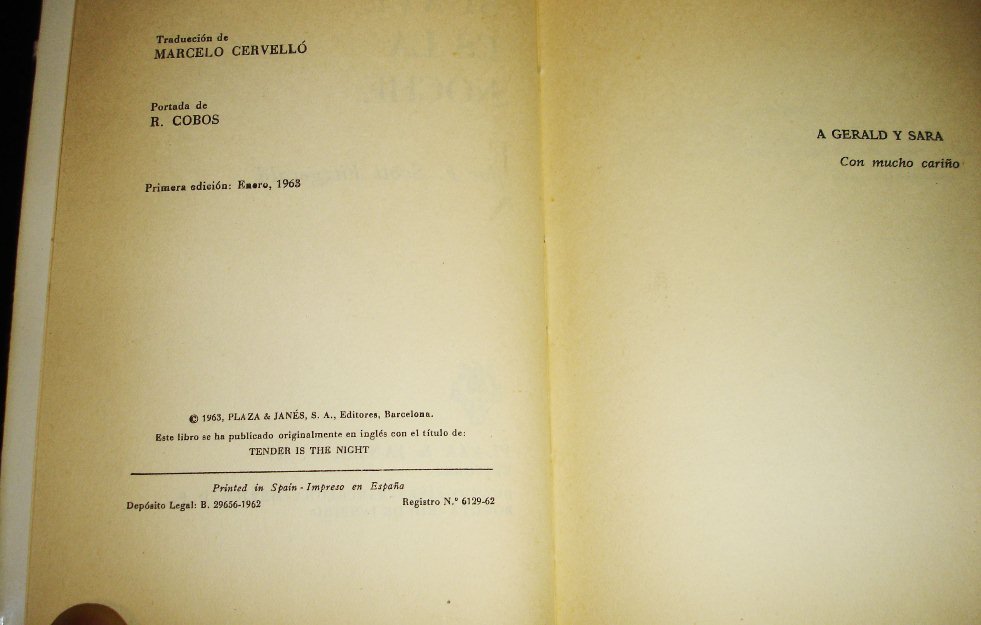 Traducción de
MARCELO CERVELLÓ
Portada de
R. COBOS
Primera edición: Enero, 1963
© 1963, PLAZA & JANÉS, S. A., Editores, Barcelona.
Este libro se ha publicado originalmente en inglés con el título de:
TENDER IS THE NIGHT
Printed in Spain - Impreso en España
Depósito Legal: B. 29656-1962
Registro N.° 6129-62
A GERALD Y SARA
Con mucho cariño